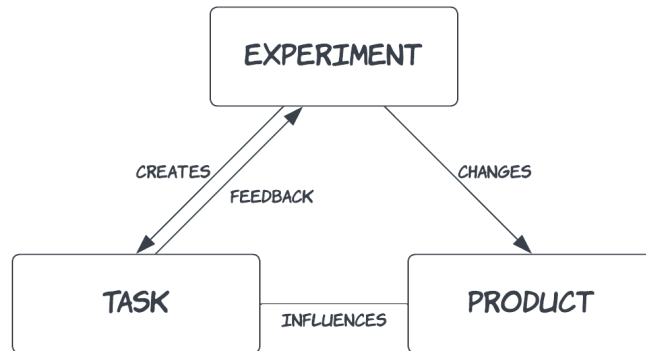 EXPERIMENT
CREATES
CHANGES
FEEDBACK
TASK
PRODUCT
INFLUENCES